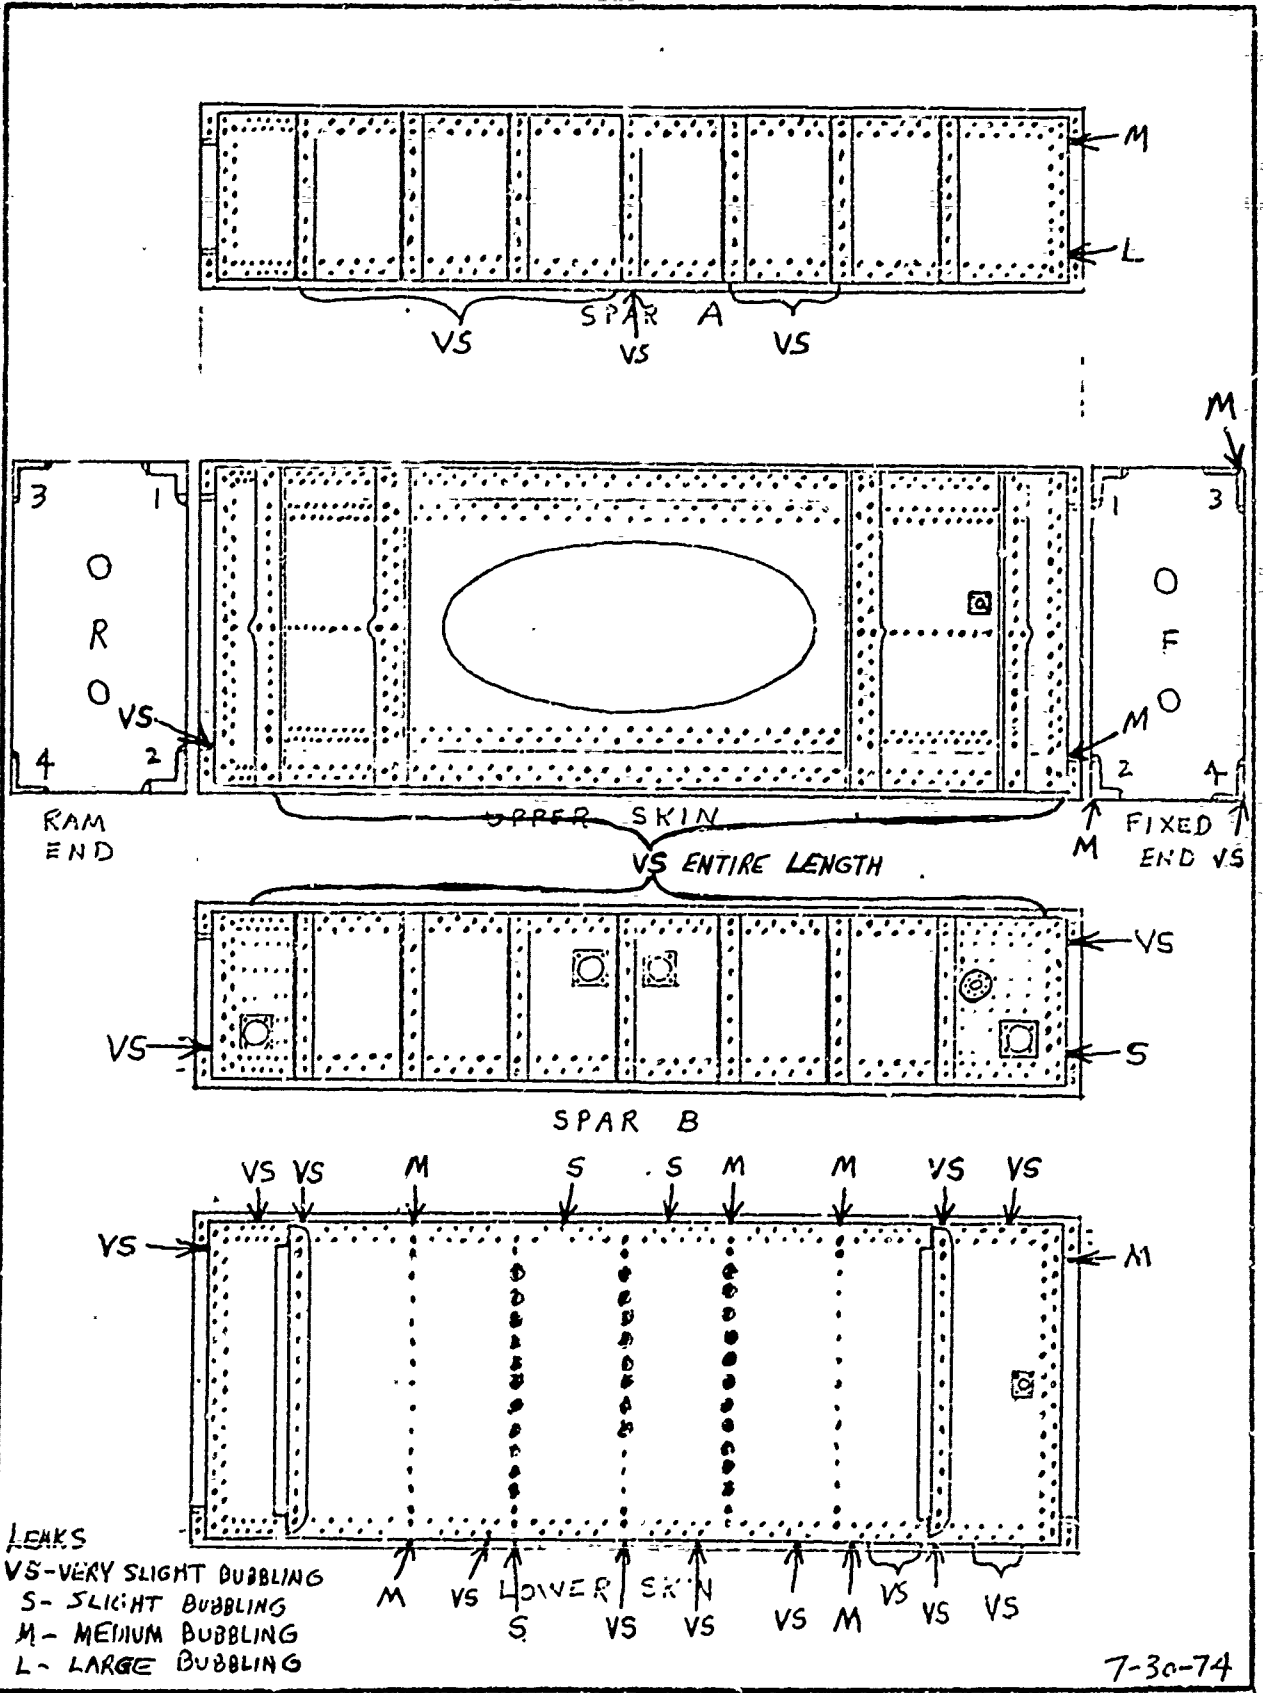 M
L
SPAR A
VS
VS
VS
M
3 1
1 3
R
F
VS
M
4 2
2 4
RAM
END
UPPER SKIN
M
FIXED
END VS
VS ENTIRE LENGTH
VS
VS
S
SPAR B
VS VS M S S M M VS VS
VS
M
M VS S VS VS VS M VS VS VS
LOWER SKIN
LEAKS
VS-VERY SLIGHT BUBBLING
S- SLIGHT BUBBLING
M- MEDIUM BUBBLING
L- LARGE BUBBLING
7-30-74